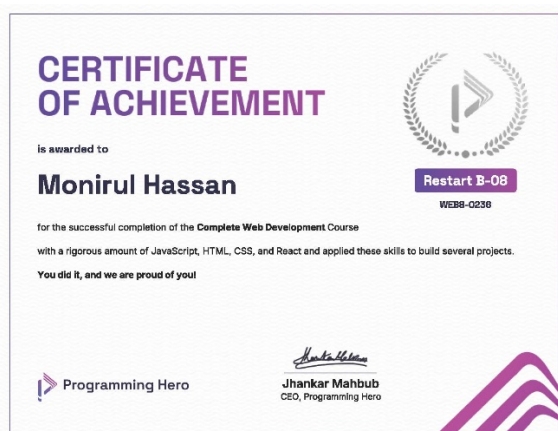 CERTIFICATE
OF ACHIEVEMENT
is awarded to
Monirul Hassan
for the successful completion of the Complete Web Development Course
with a rigorous amount of JavaScript, HTML, CSS, and React and applied these skills to build several projects.
You did it, and we are proud of you!
Restart B-08
WEB8-0236
Programming Hero
Jhankar Mahbub
CEO, Programming Hero